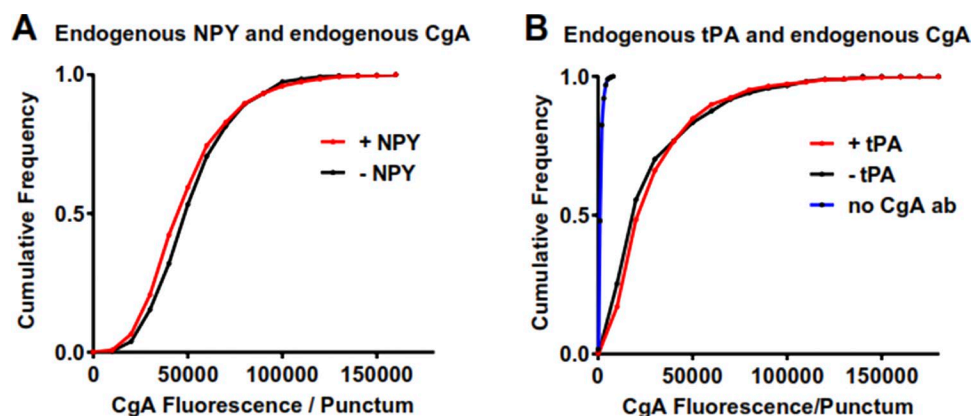 A Endogenous NPY and endogenous CgA
1.0
0.5
0.0
Cumulative Frequency
+ NPY
- NPY
0 50000 100000 150000
CgA Fluorescence / Punctum
B Endogenous tPA and endogenous CgA
1.0
0.5
0.0
Cumulative Frequency
+ tPA
- tPA
no CgA ab
0 50000 100000 150000
CgA Fluorescence/Punctum